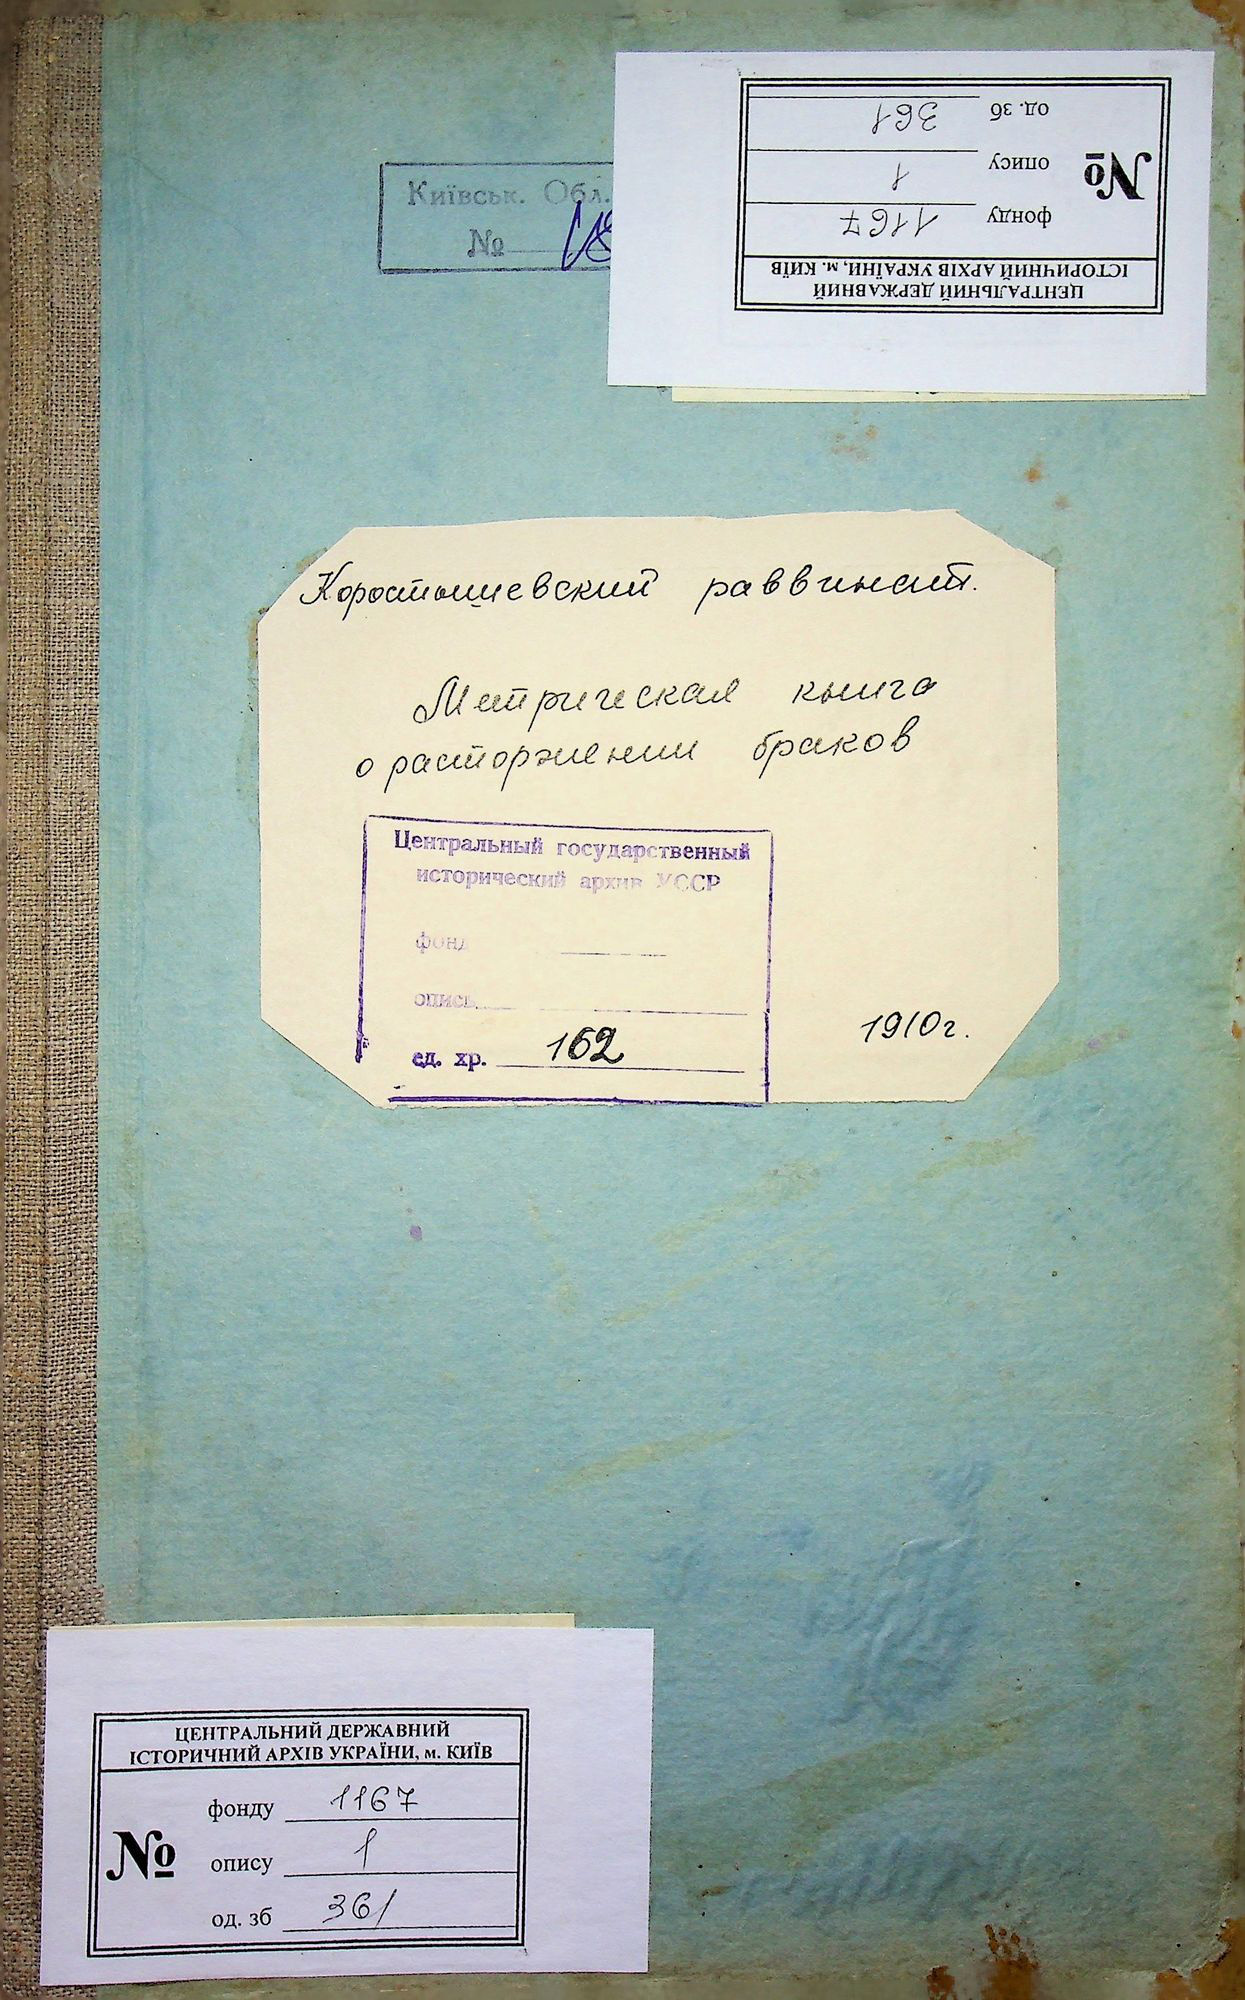 ЦЕНТРАЛЬНИЙ ДЕРЖАВНИЙ
ІСТОРИЧНИЙ АРХІВ УКРАЇНИ, м. КИЇВ
№
фонду 1167
опису 1
од. зб 361
Київськ. Обл.
№
Коростышевский раввинат.
Метрическая книга
о расторжении браков
Центральный государственный
исторический архив УССР
фонд
опись
ед. хр. 162
1910г.
ЦЕНТРАЛЬНИЙ ДЕРЖАВНИЙ
ІСТОРИЧНИЙ АРХІВ УКРАЇНИ, м. КИЇВ
№
фонду 1167
опису 1
од. зб 361